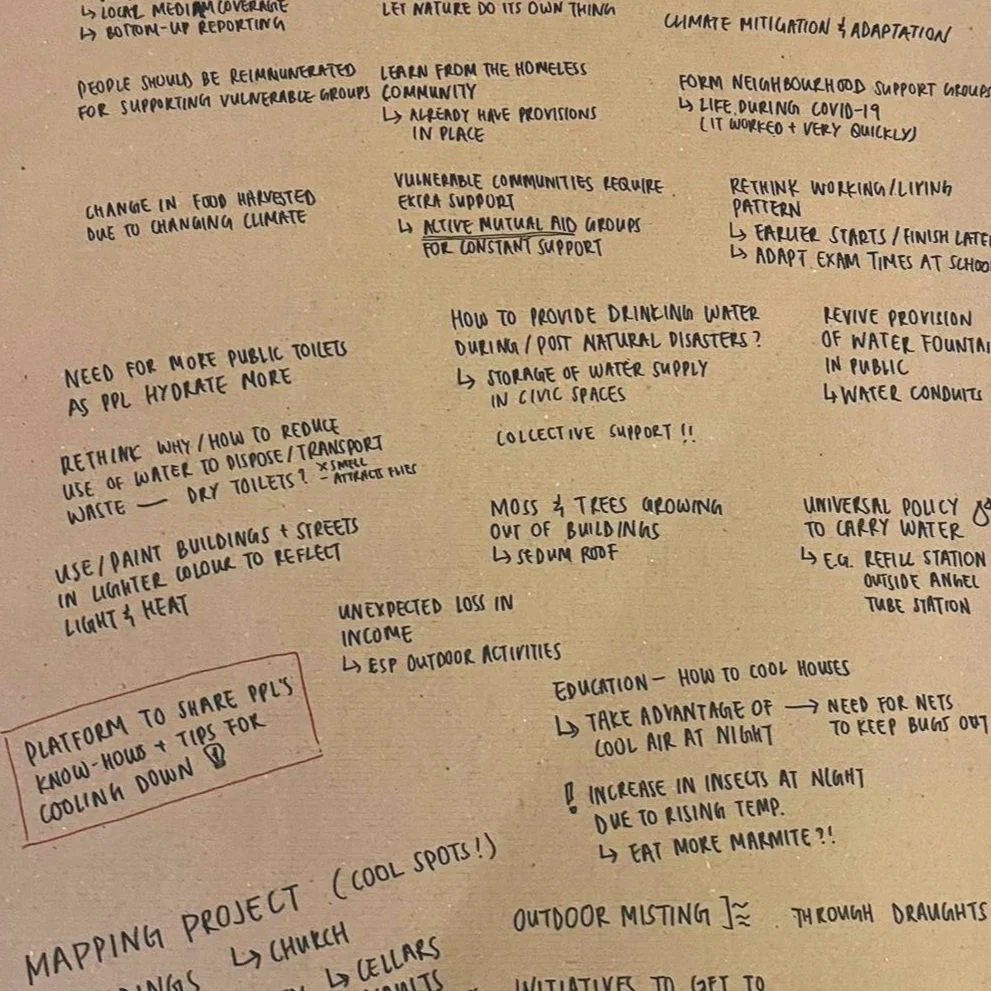 ↳ LOCAL MEDIA COVERAGE
↳ BOTTOM-UP REPORTING
LET NATURE DO ITS OWN THING
CLIMATE MITIGATION & ADAPTATION
PEOPLE SHOULD BE REIMMUNERATED
FOR SUPPORTING VULNERABLE GROUPS
LEARN FROM THE HOMELESS
COMMUNITY
↳ ALREADY HAVE PROVISIONS
IN PLACE
FORM NEIGHBOURHOOD SUPPORT GROUPS
↳ LIFE DURING COVID-19
(IT WORKED + VERY QUICKLY)
CHANGE IN FOOD HARVESTED
DUE TO CHANGING CLIMATE
VULNERABLE COMMUNITIES REQUIRE
EXTRA SUPPORT
↳ ACTIVE MUTUAL AID GROUPS
FOR CONSTANT SUPPORT
RETHINK WORKING/LIVING
PATTERN
↳ EARLIER STARTS / FINISH LATE
↳ ADAPT EXAM TIMES AT SCHOO
NEED FOR MORE PUBLIC TOILETS
AS PPL HYDRATE MORE
HOW TO PROVIDE DRINKING WATER
DURING / POST NATURAL DISASTERS?
↳ STORAGE OF WATER SUPPLY
IN CIVIC SPACES
COLLECTIVE SUPPORT !!
REVIVE PROVISION
OF WATER FOUNTAI
IN PUBLIC
↳ WATER CONDUITS
RETHINK WHY / HOW TO REDUCE
USE OF WATER TO DISPOSE / TRANSPORT
WASTE — DRY TOILETS? × SMELL
- ATTRACTS FLIES
MOSS & TREES GROWING
OUT OF BUILDINGS
↳ SEDUM ROOF
UNIVERSAL POLICY
TO CARRY WATER
↳ E.G. REFILL STATION
OUTSIDE ANGEL
TUBE STATION
USE / PAINT BUILDINGS + STREETS
IN LIGHTER COLOUR TO REFLECT
LIGHT & HEAT
UNEXPECTED LOSS IN
INCOME
↳ ESP OUTDOOR ACTIVITIES
PLATFORM TO SHARE PPL'S
KNOW-HOWS + TIPS FOR
COOLING DOWN
EDUCATION — HOW TO COOL HOUSES
↳ TAKE ADVANTAGE OF → NEED FOR NETS
COOL AIR AT NIGHT TO KEEP BUGS OUT
! INCREASE IN INSECTS AT NIGHT
DUE TO RISING TEMP.
↳ EAT MORE MARMITE?!
MAPPING PROJECT (COOL SPOTS!)
↳ CHURCH
↳ CELLARS
OUTDOOR MISTING ]≈ THROUGH DRAUGHTS
INITIATIVES TO GET TO